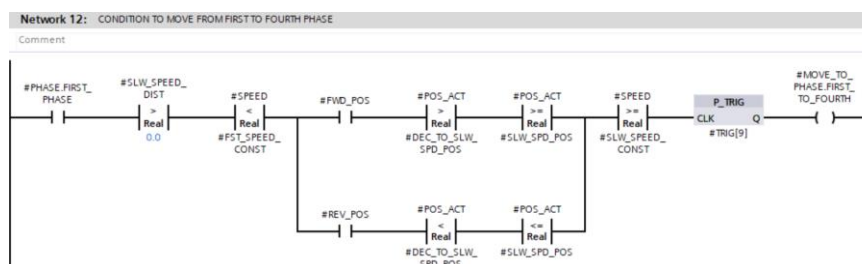 Network 12: CONDITION TO MOVE FROM FIRST TO FOURTH PHASE
Comment
#PHASE.FIRST_
PHASE
#SLW_SPEED_
DIST
>
Real
0.0
#SPEED
<
Real
#FST_SPEED_
CONST
#FWD_POS
#POS_ACT
>
Real
#DEC_TO_SLW_
SPD_POS
#POS_ACT
>=
Real
#SLW_SPD_POS
#SPEED
>=
Real
#SLW_SPEED_
CONST
P_TRIG
CLK Q
#TRIG[9]
#MOVE_TO_
PHASE.FIRST_
TO_FOURTH
#REV_POS
#POS_ACT
<
Real
#DEC_TO_SLW_
SPD_POS
#POS_ACT
<=
Real
#SLW_SPD_POS